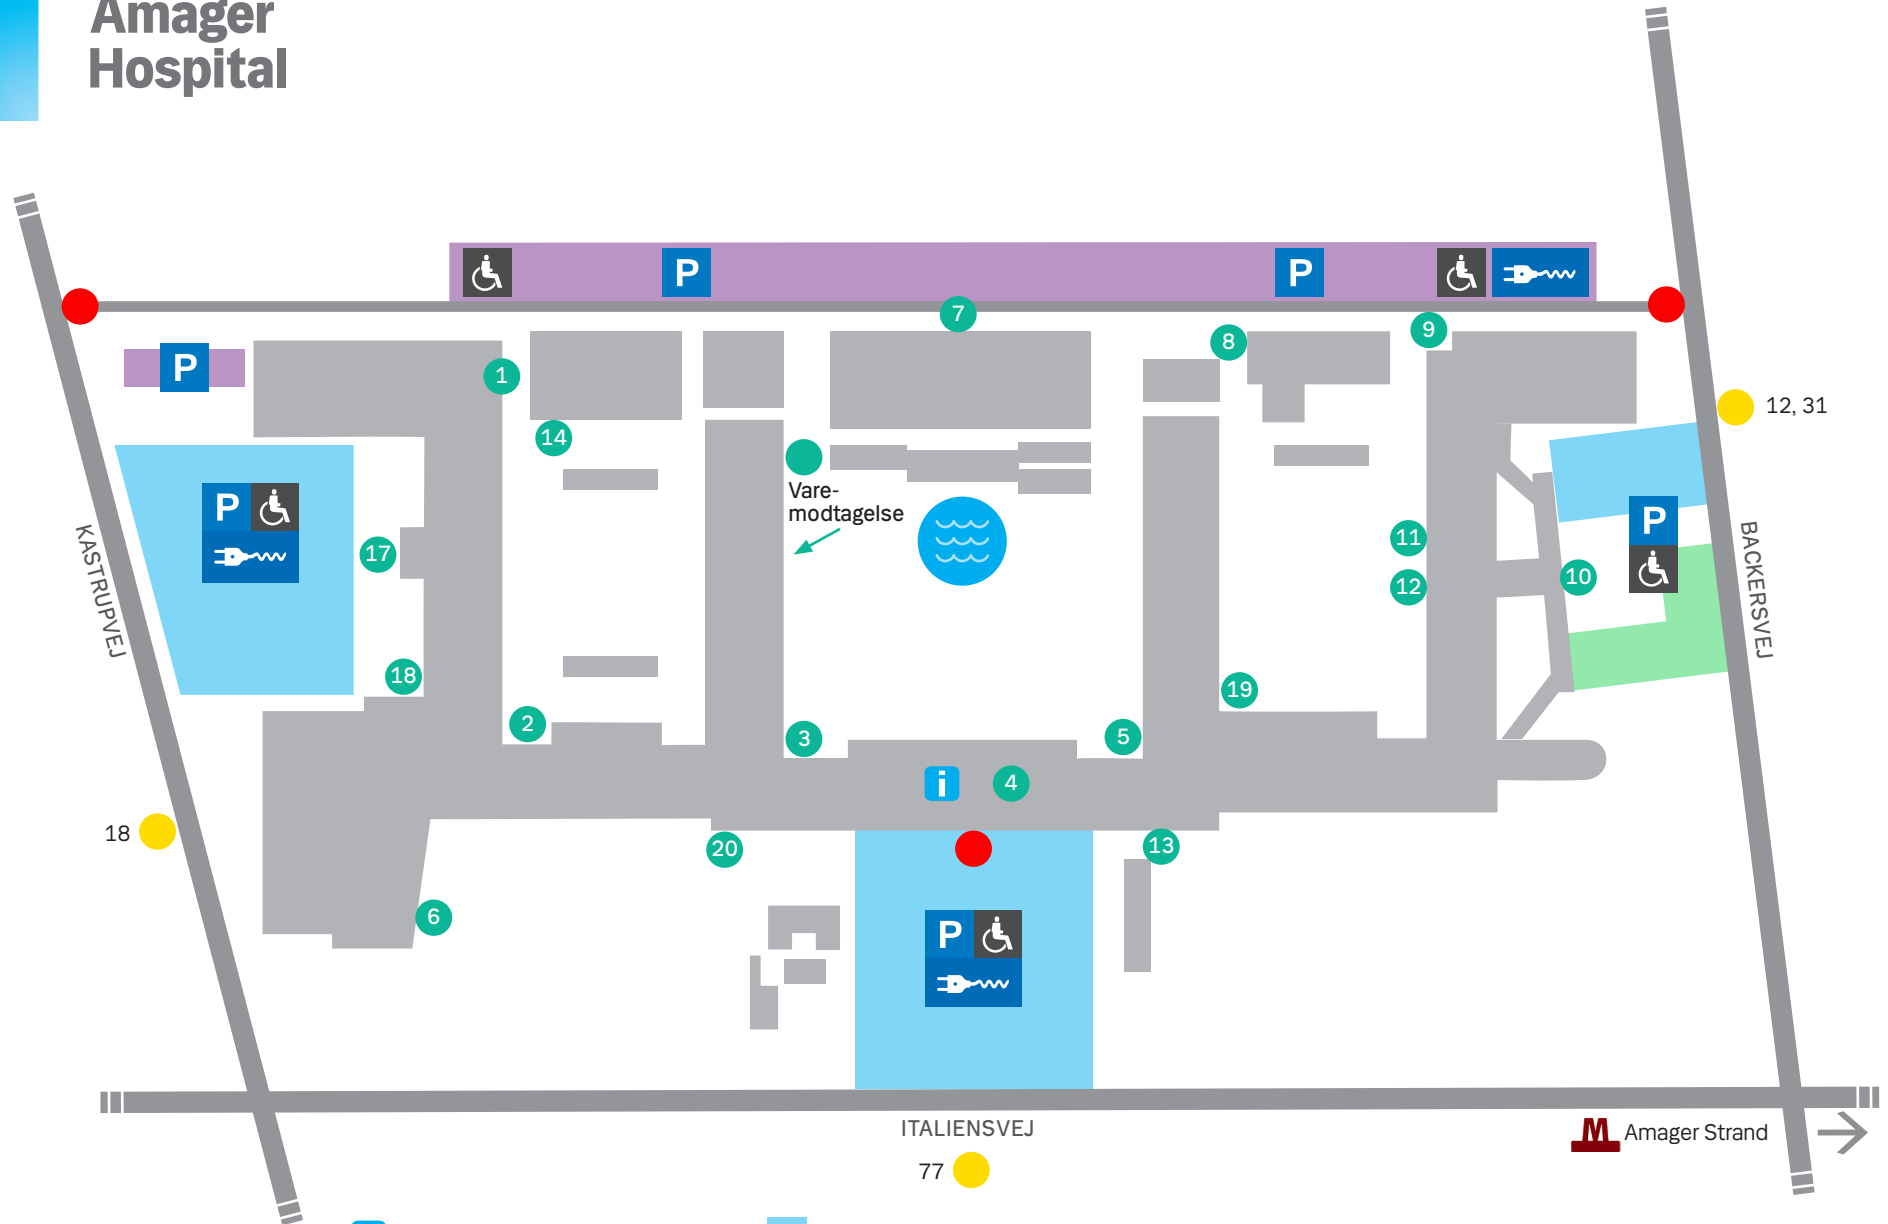 Amager
Hospital
P
P
7
8
9
P
1
14
12, 31
Vare-
modtagelse
P
P
17
11
12
10
KASTRUPVEJ
BACKERSVEJ
18
19
2
3
5
i
4
18
20
13
6
P
ITALIENSVEJ
M Amager Strand
77